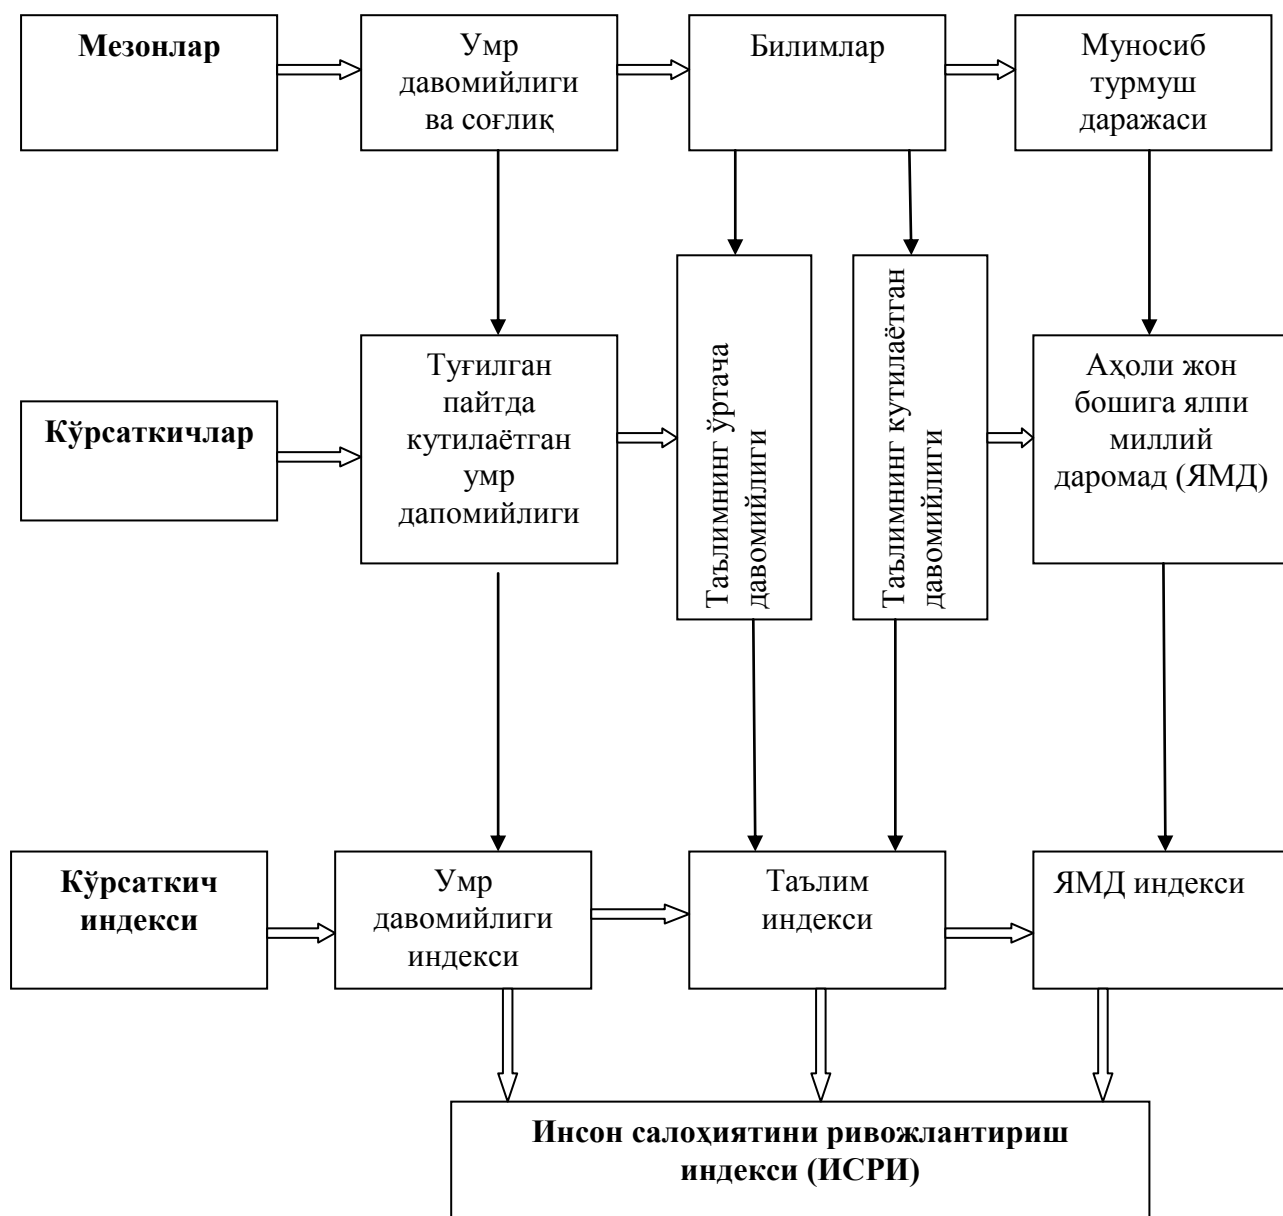 Мезонлар
Умр
давомийлиги
ва соғлиқ
Билимлар
Муносиб
турмуш
даражаси
Кўрсаткичлар
Туғилган
пайтда
кутилаётган
умр
дапомийлиги
Таълимнинг ўртача
давомийлиги
Таълимнинг кутилаётган
давомийлиги
Аҳоли жон
бошига ялпи
миллий
даромад (ЯМД)
Кўрсаткич
индекси
Умр
давомийлиги
индекси
Таълим
индекси
ЯМД индекси
Инсон салоҳиятини ривожлантириш
индекси (ИСРИ)